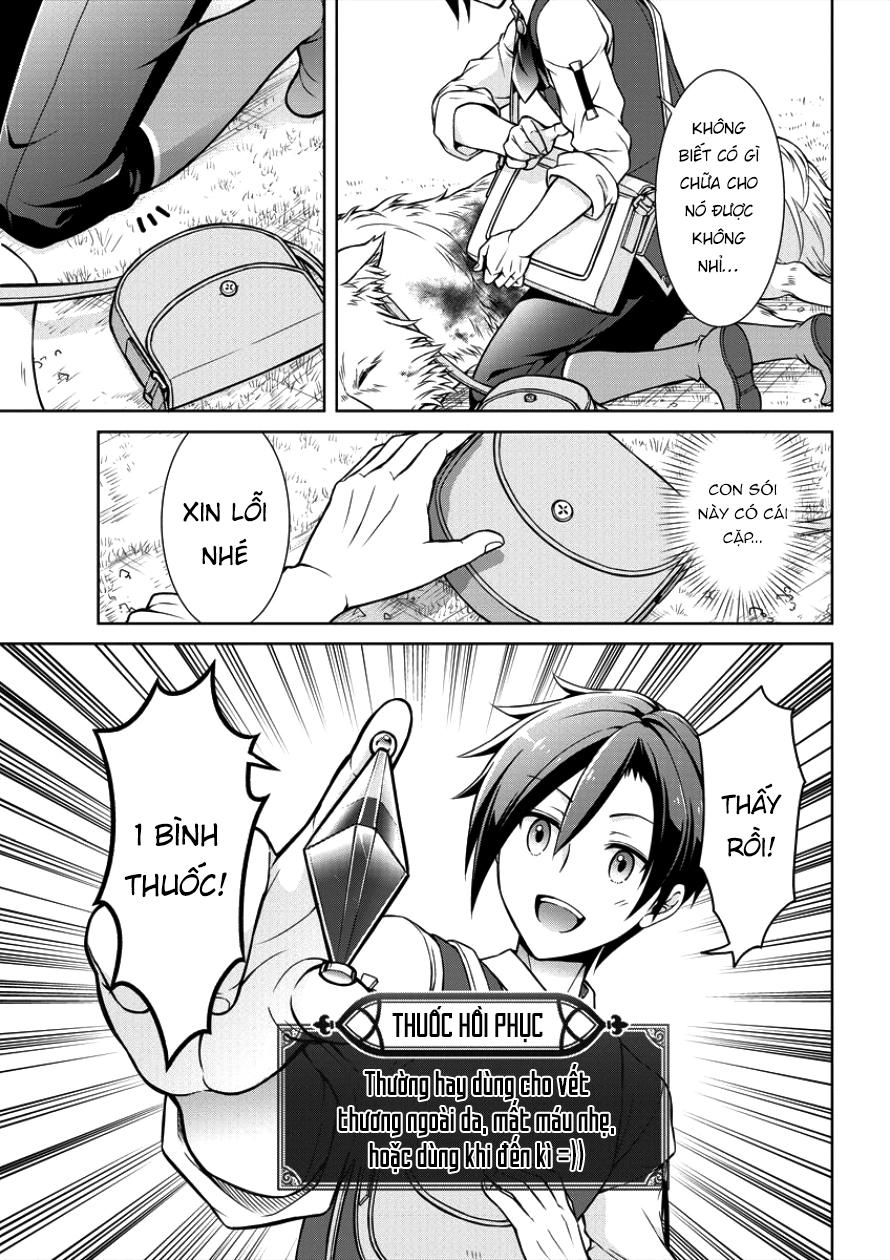 KHÔNG
BIẾT CÓ GÌ
CHỮA CHO
NÓ ĐƯỢC
KHÔNG
NHỈ...
CON SÓI
NÀY CÓ CÁI
CẶP...
XIN LỖI
NHÉ
THẤY
RỒI!
1 BÌNH
THUỐC!
THUỐC HỒI PHỤC
Thường hay dùng cho vết
thương ngoài da, mất máu nhẹ,
hoặc dùng khi đến kì =))